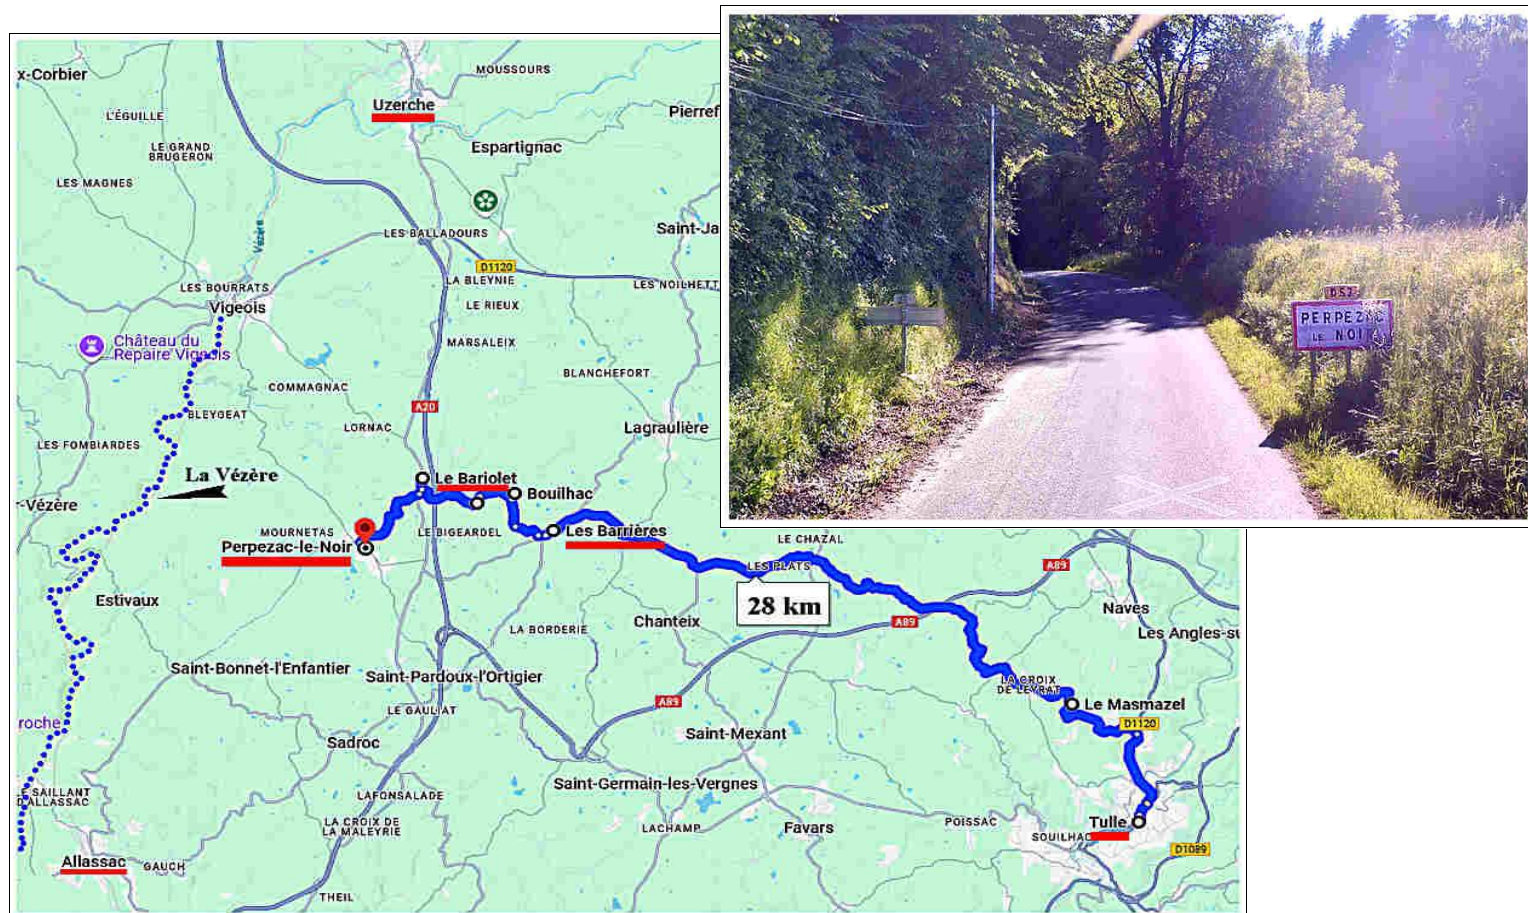 x-Corbier
MOUSSOURS
Uzerche
L'ÉGUILLE
Pierref
LE GRAND
BRUGERON
Espartignac
LES MAGNES
Vézère
LES BALLADOURS
Saint-Ja
D1120
LA BLEYNIE
LES NOILHETT
LES BOURRATS
Vigeois
LE RIEUX
Château du
Repaire Vigeois
MARSALEIX
BLANCHEFORT
COMMAGNAC
A20
BLEYGEAT
LORNAC
Lagraulière
LES FOMBIARDES
La Vézère
Le Bariolet
Bouilhac
r-Vézère
MOURNETAS
LE BIGEARDEL
Les Barrières
Perpezac-le-Noir
LE CHAZAL
LES PLATS
A89
28 km
Estivaux
Naves
Chanteix
A89
LA BORDERIE
Les Angles-su
Saint-Bonnet-l'Enfantier
Saint-Pardoux-l'Ortigier
LA CROIX
DE LEYRAT
A89
Le Masmazel
LE GAULIAT
roche
D1120
Saint-Mexant
Sadroc
Saint-Germain-les-Vergnes
LE SAILLANT
D'ALLASSAC
LAFONSALADE
LA CROIX DE
LA MALEYRIE
LACHAMP
Favars
POISSAC
Tulle
SOUILHAC
D1089
Allassac
GAUCH
THEIL
D52
PERPEZAC
LE NOIR